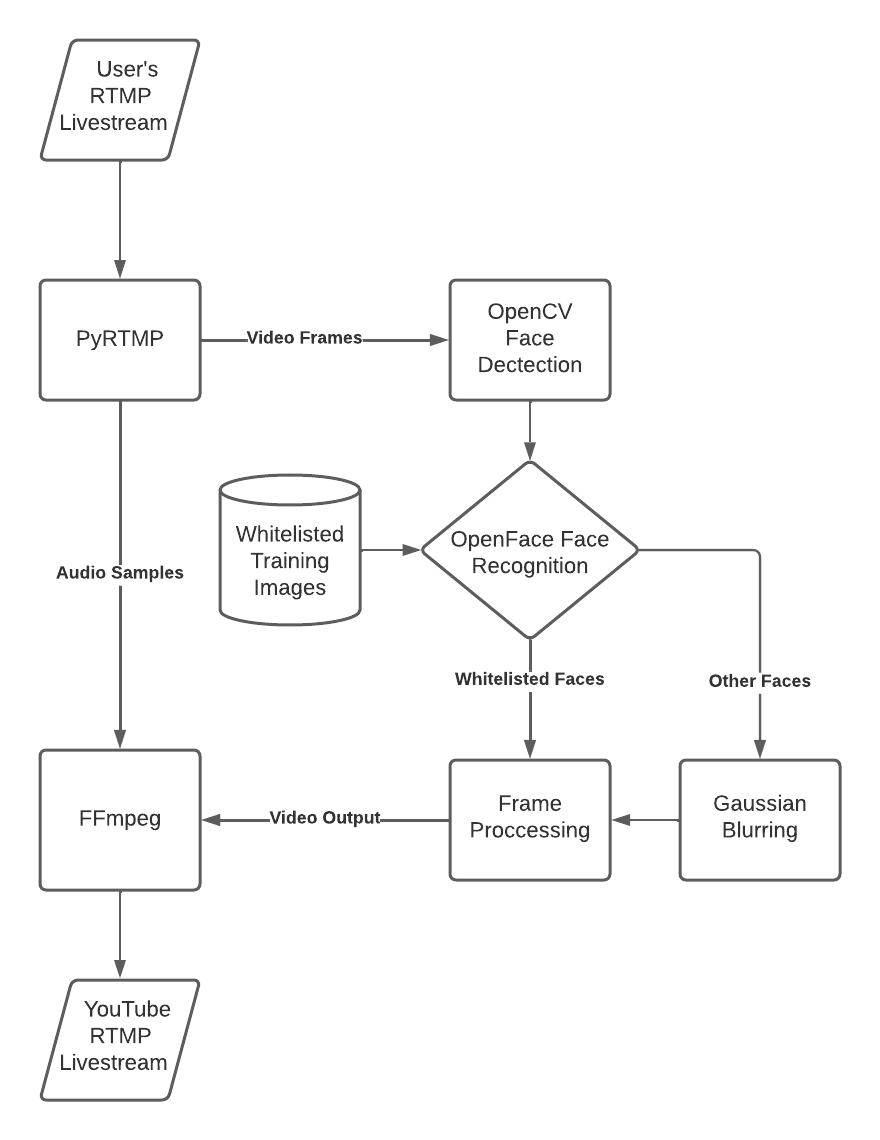 User's
RTMP
Livestream
PyRTMP
Video Frames
OpenCV
Face
Dectection
Whitelisted
Training
Images
OpenFace Face
Recognition
Audio Samples
Whitelisted Faces
Other Faces
FFmpeg
Video Output
Frame
Proccessing
Gaussian
Blurring
YouTube
RTMP
Livestream